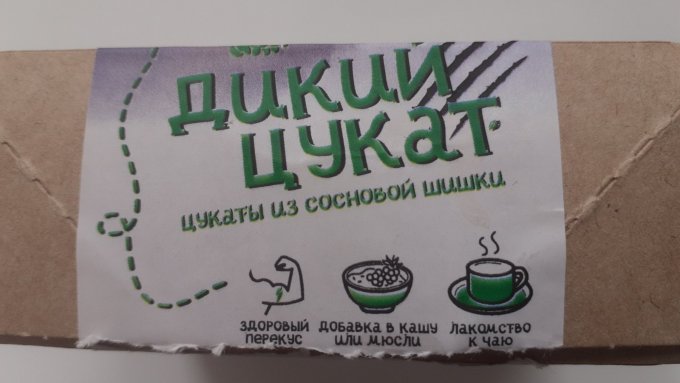 Дикий
Цукат
цукаты из сосновой шишки
здоровый
перекус
добавка в кашу
или мюсли
лакомство
к чаю